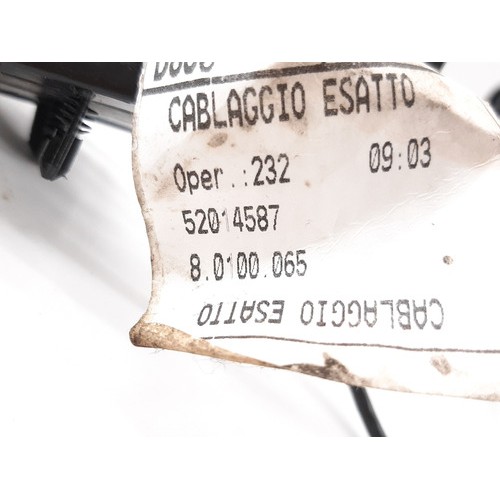 CABLAGGIO ESATTO
Oper.:232 09:03
52014587
8.0100.065
CABLAGGIO ESATTO